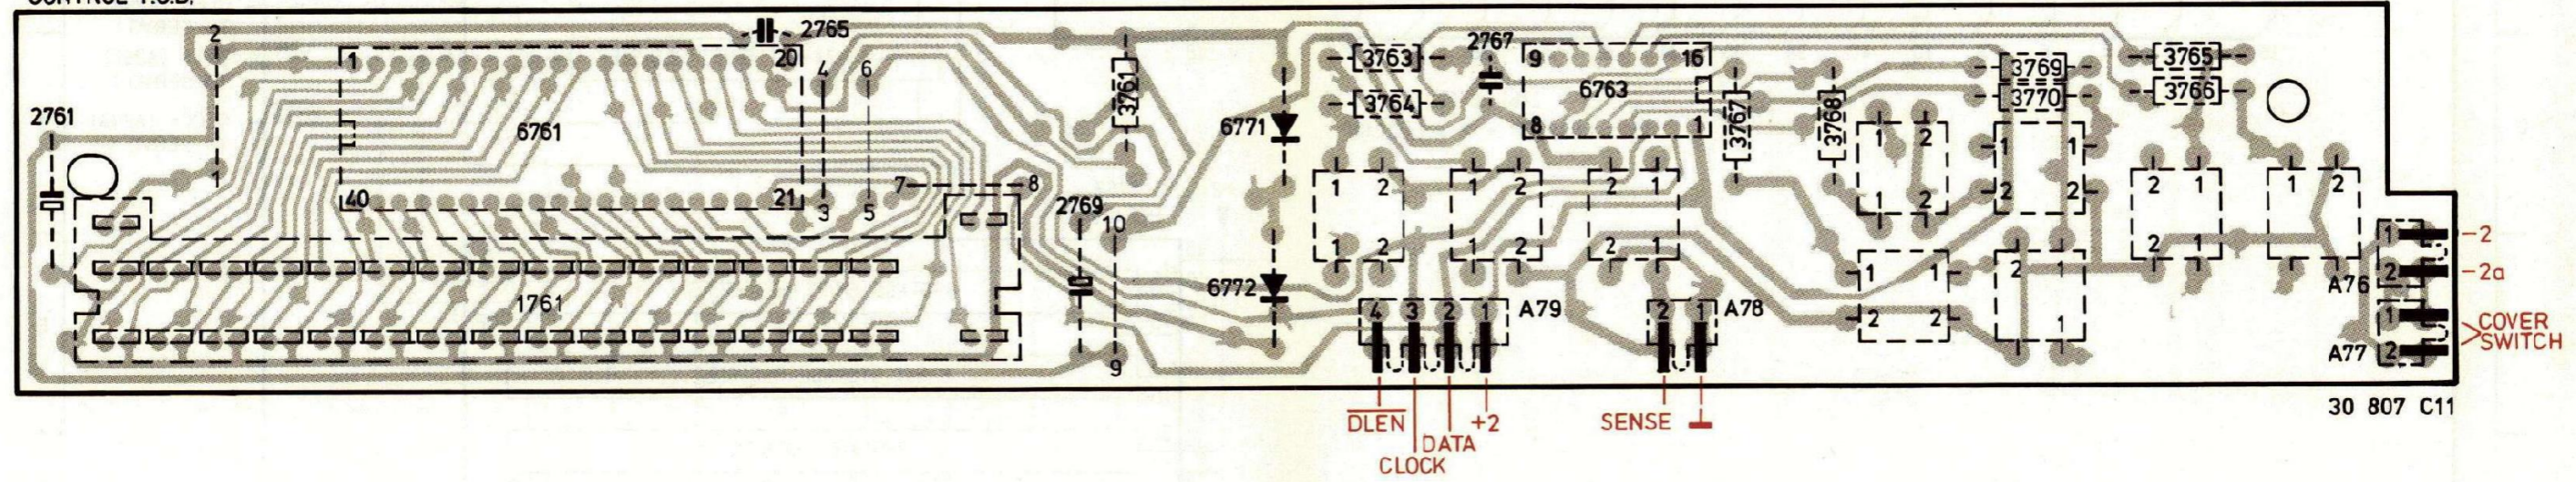 CONTROL P.C.B.
2 2765
1 20 4 6
2761 6761 3761
40 21 3 5 7 8
1
2769 10
1761
9
6771
6772
3763 2767 9 16 3769 3765
3764 6763 3770 3766
8 1 3767 3768
1 2 1 2 2 1 1 2 1 2 2 1 1 2
1 2 1 2 2 1 1 2 1 2 2 1
1 1 2 1
2 2 1
4 3 2 1 A79
2 1 A78
1 -2
2 -2a
A76
1 COVER
2 SWITCH
A77
DLEN +2 SENSE
DATA
CLOCK
30 807 C11